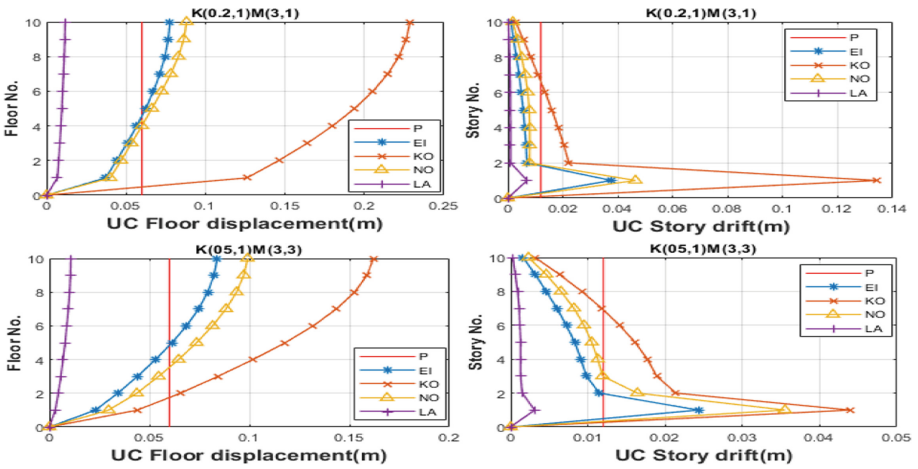 K(0.2,1)M(3,1)
Floor No.
10
8
6
4
2
0
P
EI
KO
NO
LA
0
0.05
0.1
0.15
0.2
0.25
UC Floor displacement(m)
K(0.2,1)M(3,1)
Story No.
10
8
6
4
2
0
P
EI
KO
NO
LA
0
0.02
0.04
0.06
0.08
0.1
0.12
0.14
UC Story drift(m)
K(05,1)M(3,3)
Floor No.
10
8
6
4
2
0
P
EI
KO
NO
LA
0
0.05
0.1
0.15
0.2
UC Floor displacement(m)
K(05,1)M(3,3)
Story No.
10
8
6
4
2
0
P
EI
KO
NO
LA
0
0.01
0.02
0.03
0.04
0.05
UC Story drift(m)